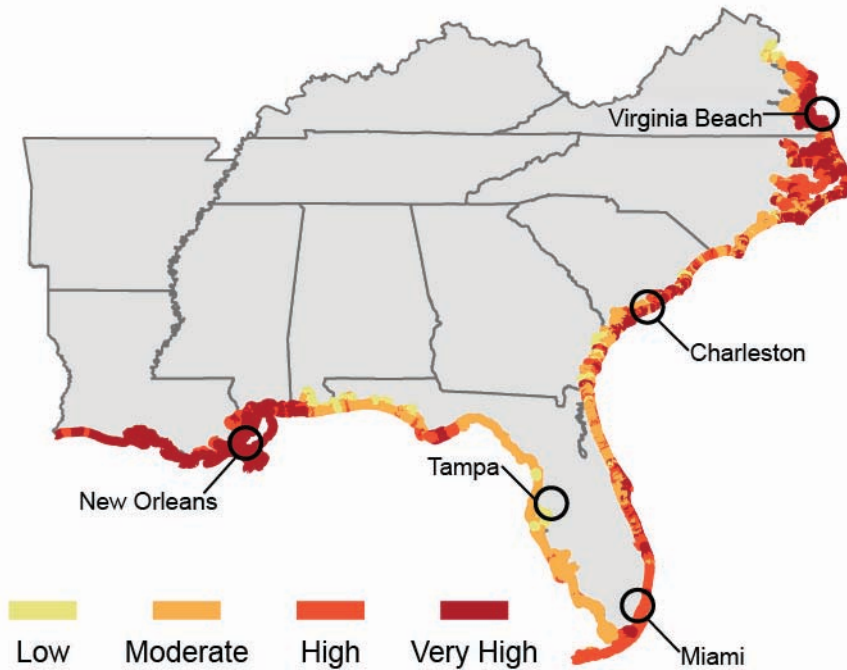 Virginia Beach
Charleston
Tampa
New Orleans
Miami
Low
Moderate
High
Very High